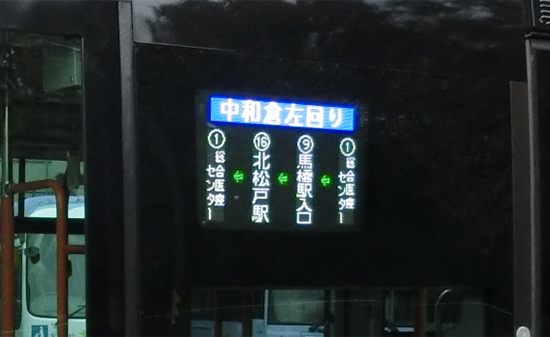 中和倉左回り
①総合医療センター
←
⑨馬橋駅入口
←
⑯北松戸駅
←
①総合医療センター